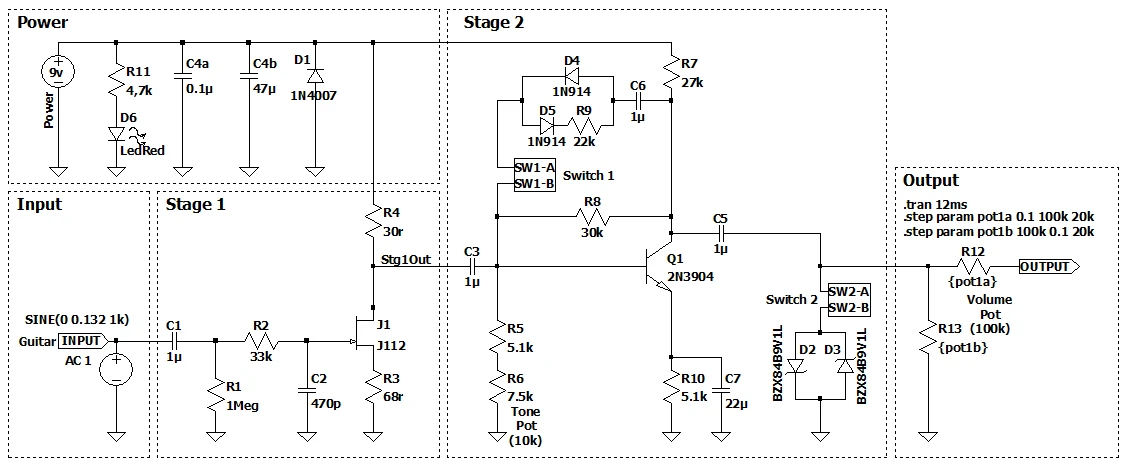 Power
9v
Power
R11
4,7k
D6
LedRed
C4a
0.1µ
C4b
47µ
D1
1N4007
Input
SINE(0 0.132 1k)
Guitar
INPUT
AC 1
Stage 1
C1
1µ
R1
1Meg
R2
33k
C2
470p
R4
30r
Stg1Out
J1
J112
R3
68r
Stage 2
D4
1N914
D5
1N914
R9
22k
C6
1µ
R7
27k
SW1-A
SW1-B
Switch 1
R8
30k
C3
1µ
Q1
2N3904
C5
1µ
R5
5.1k
R6
7.5k
Tone
Pot
(10k)
R10
5.1k
C7
22µ
Switch 2
SW2-A
SW2-B
D2
D3
BZX84B9V1L
BZX84B9V1L
Output
.tran 12ms
.step param pot1a 0.1 100k 20k
.step param pot1b 100k 0.1 20k
R12
{pot1a}
OUTPUT
Volume
Pot
(100k)
R13
{pot1b}